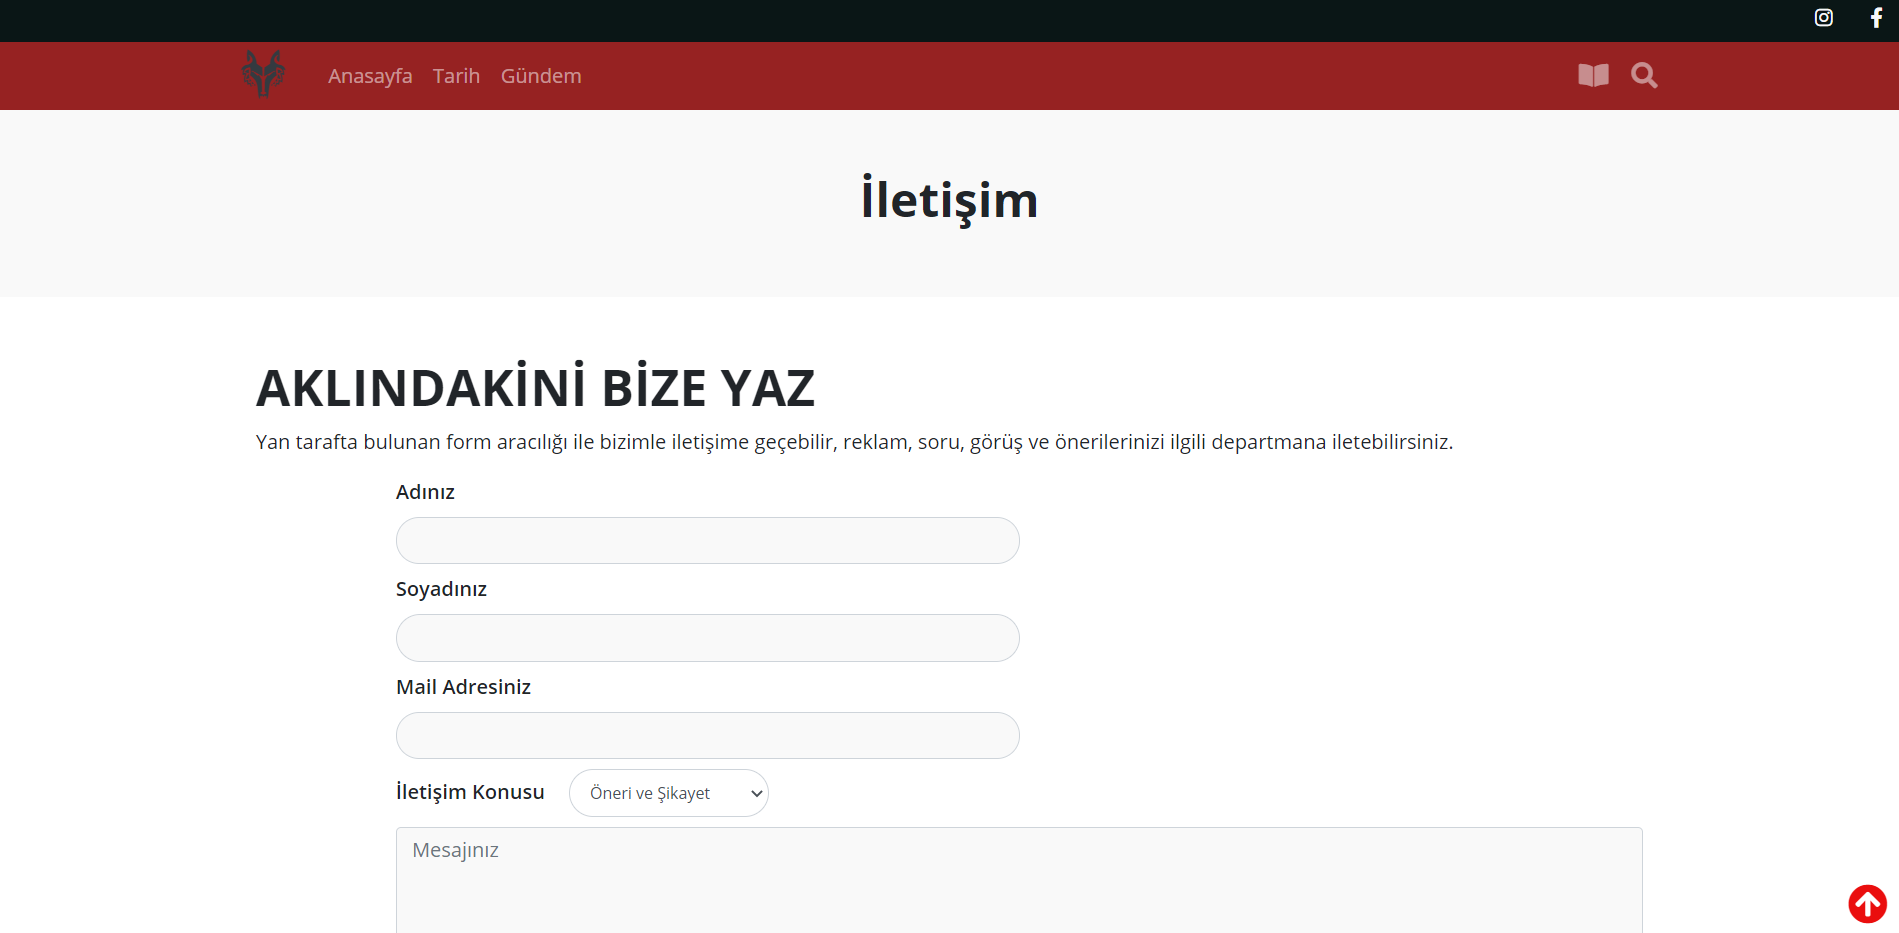 Anasayfa Tarih Gündem
İletişim
AKLINDAKİNİ BİZE YAZ
Yan tarafta bulunan form aracılığı ile bizimle iletişime geçebilir, reklam, soru, görüş ve önerilerinizi ilgili departmana iletebilirsiniz.
Adınız
Soyadınız
Mail Adresiniz
İletişim Konusu Öneri ve Şikayet
Mesajınız